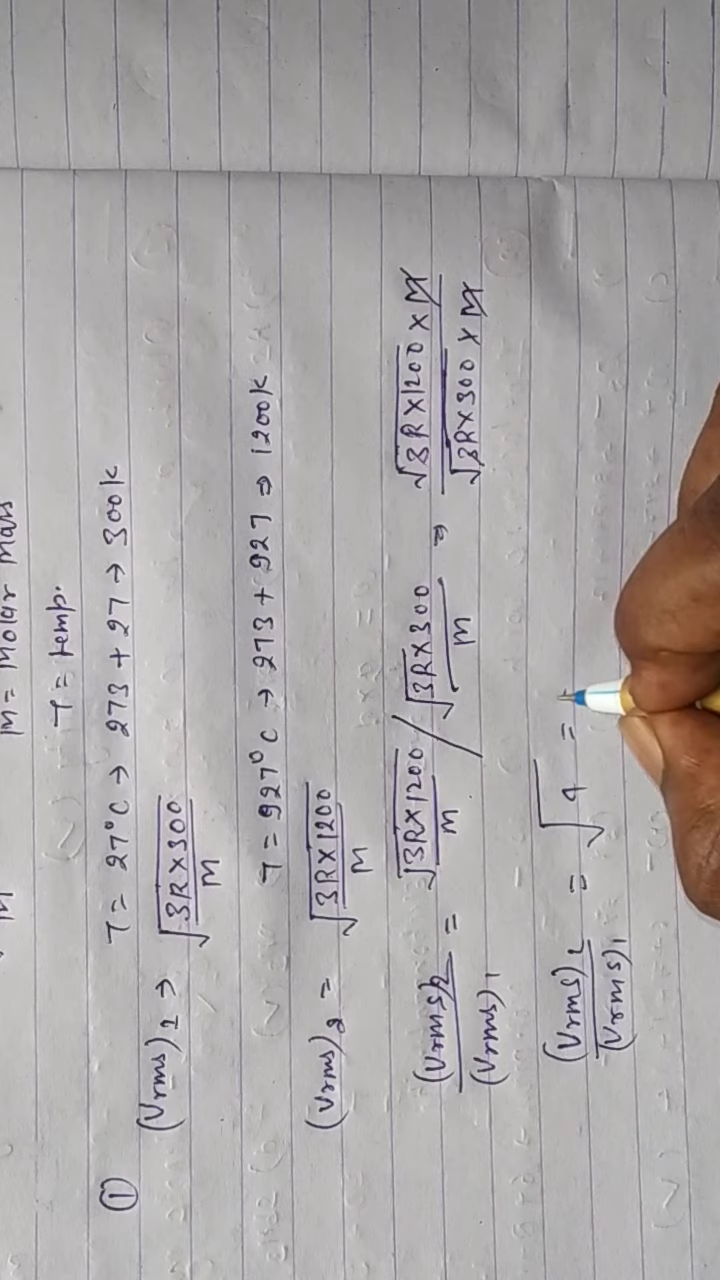 M = Molar Mass
T = temp.
① T = 27°C → 273 + 27 → 300k
(Vrms)1 → √3R×300/M
T = 927°C → 273 + 927 ⇒ 1200k
(Vrms)2 = √3R×1200/M
(Vrms)2/(Vrms)1 = √3R×1200/M / √3R×300/M ⇒ √3R×1200×M/√3R×300×M
(Vrms)2/(Vrms)1 = √4 =